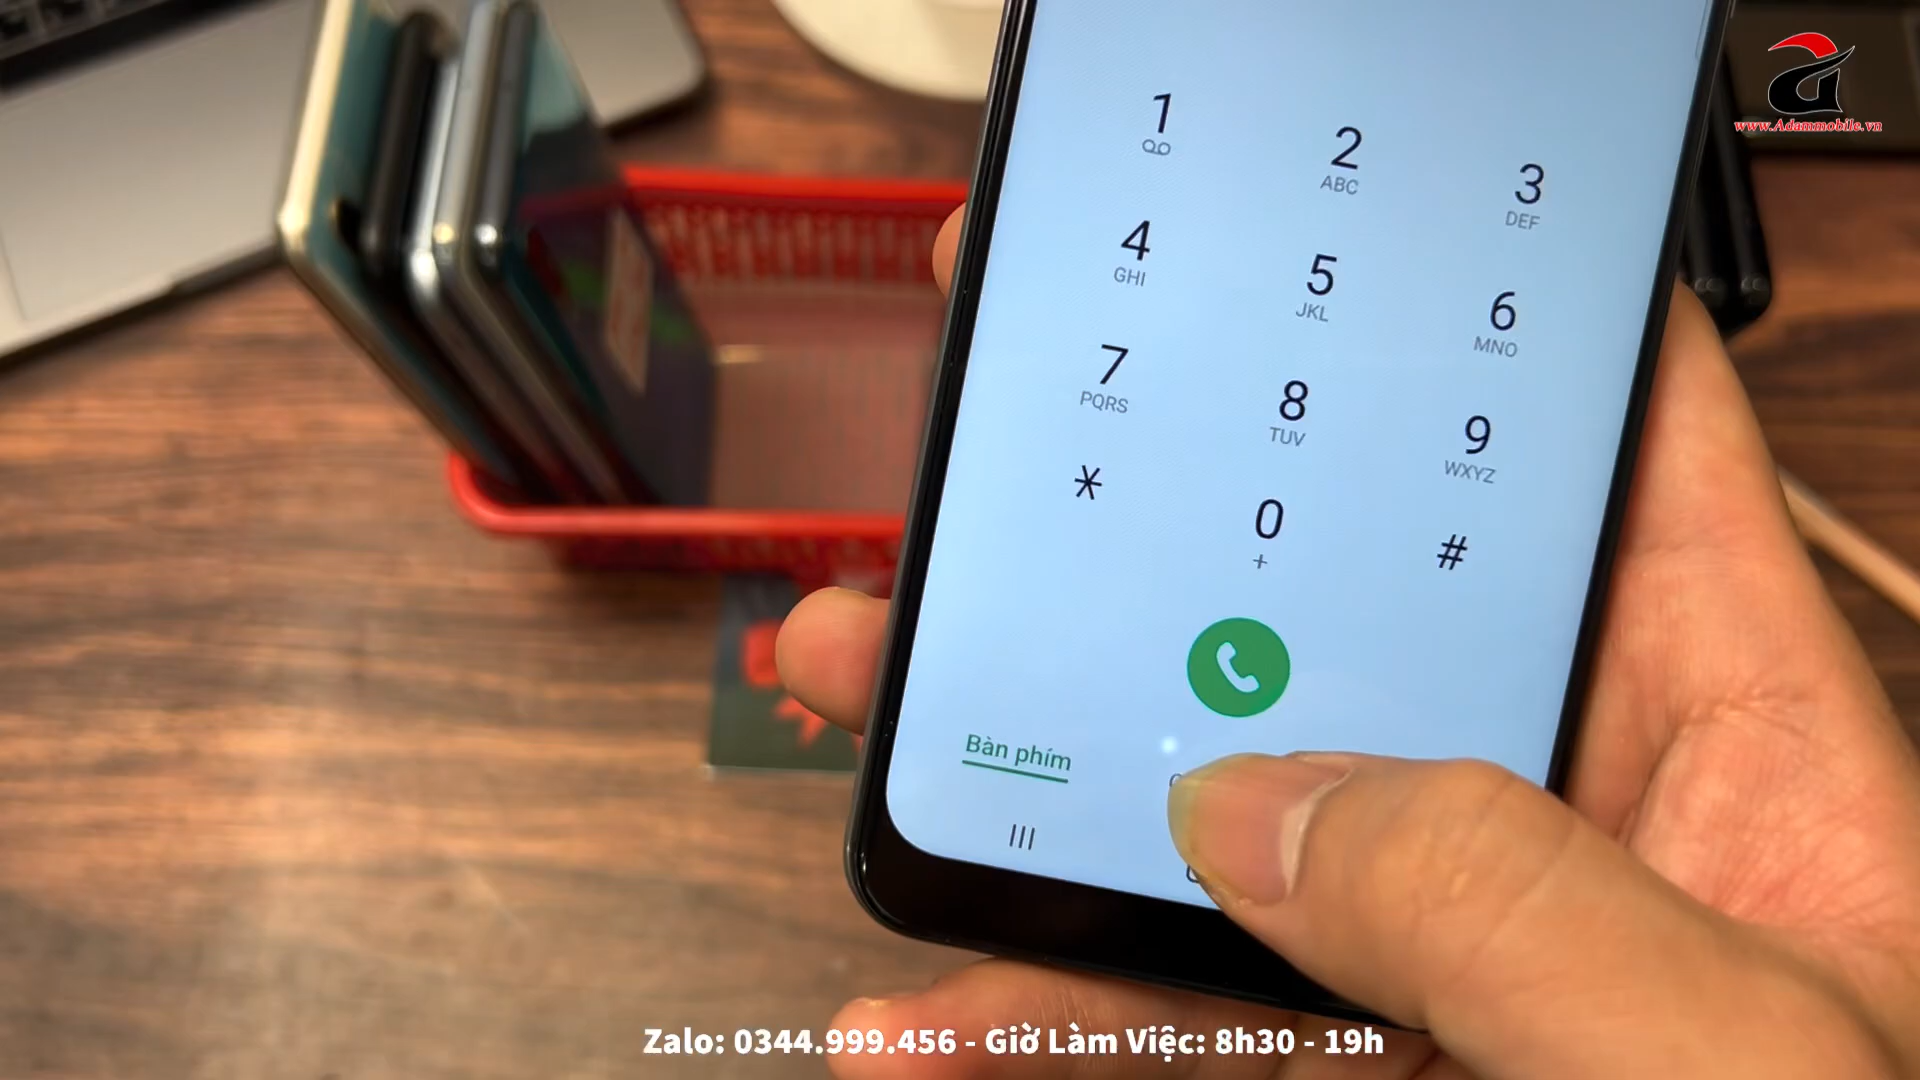 www.Adammobile.vn
1
2
ABC
3
DEF
4
GHI
5
JKL
6
MNO
7
PQRS
8
TUV
9
WXYZ
*
0
+
#
Bàn phím
Zalo: 0344.999.456 - Giờ Làm Việc: 8h30 - 19h